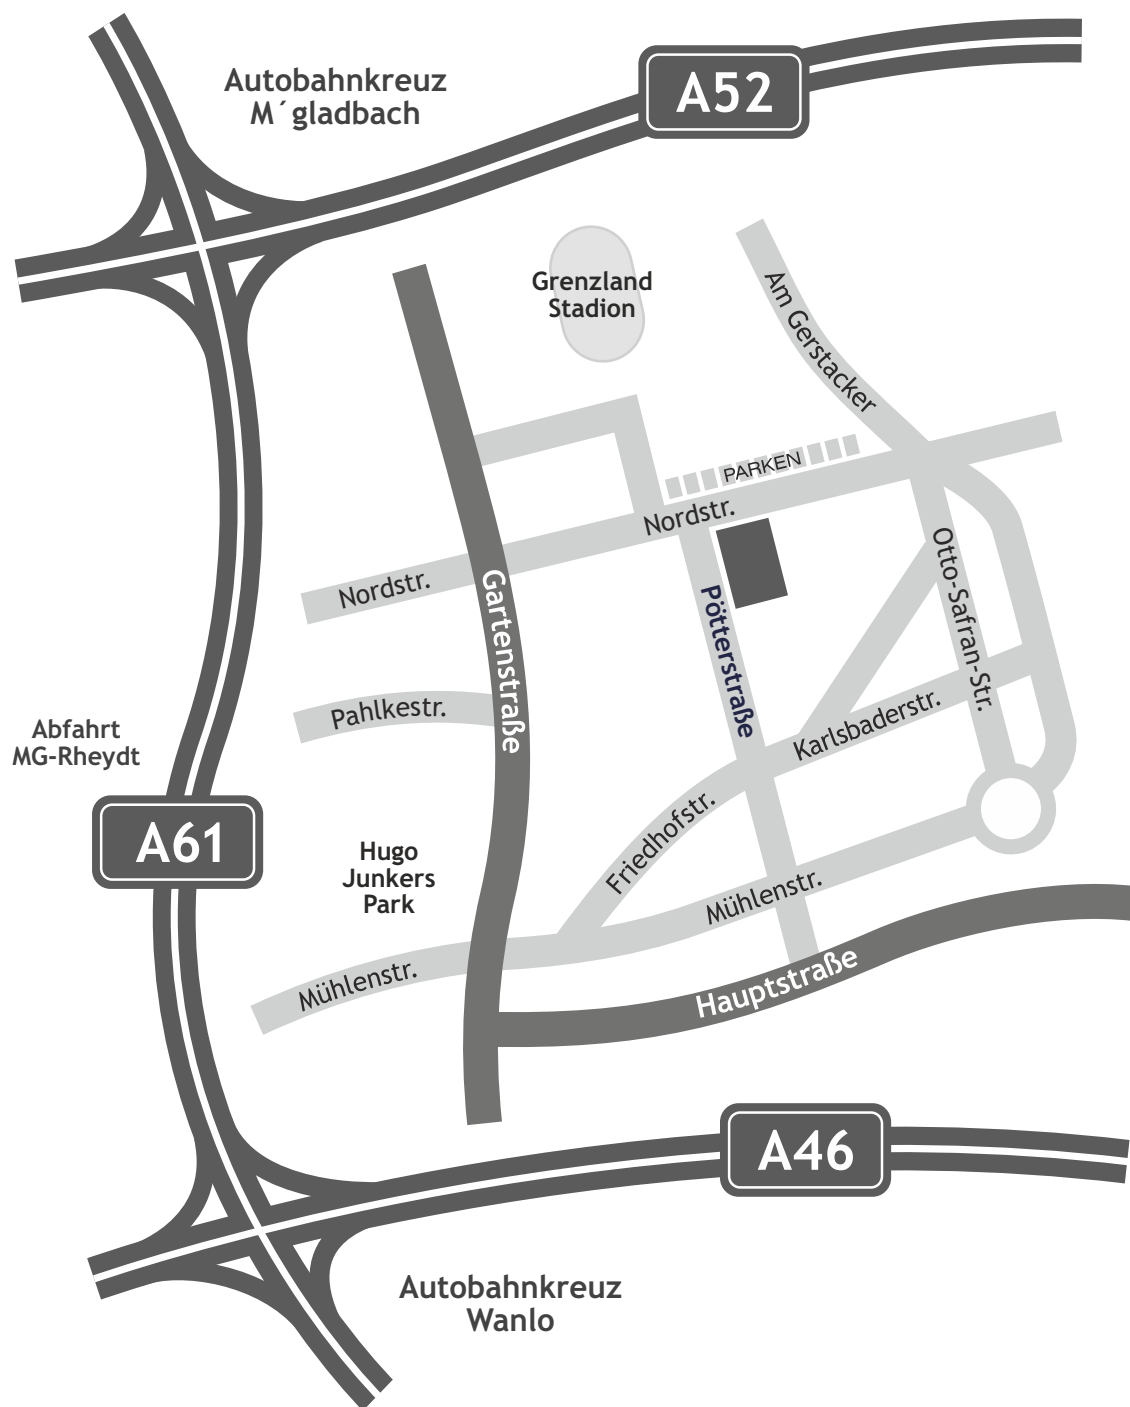 Autobahnkreuz
M´gladbach
A52
Grenzland
Stadion
Am Gerstacker
PARKEN
Nordstr.
Nordstr.
Otto-Safran-Str.
Gartenstraße
Pötterstraße
Pahlkestr.
Karlsbaderstr.
Abfahrt
MG-Rheydt
A61
Hugo
Junkers
Park
Friedhofstr.
Mühlenstr.
Mühlenstr.
Hauptstraße
A46
Autobahnkreuz
Wanlo